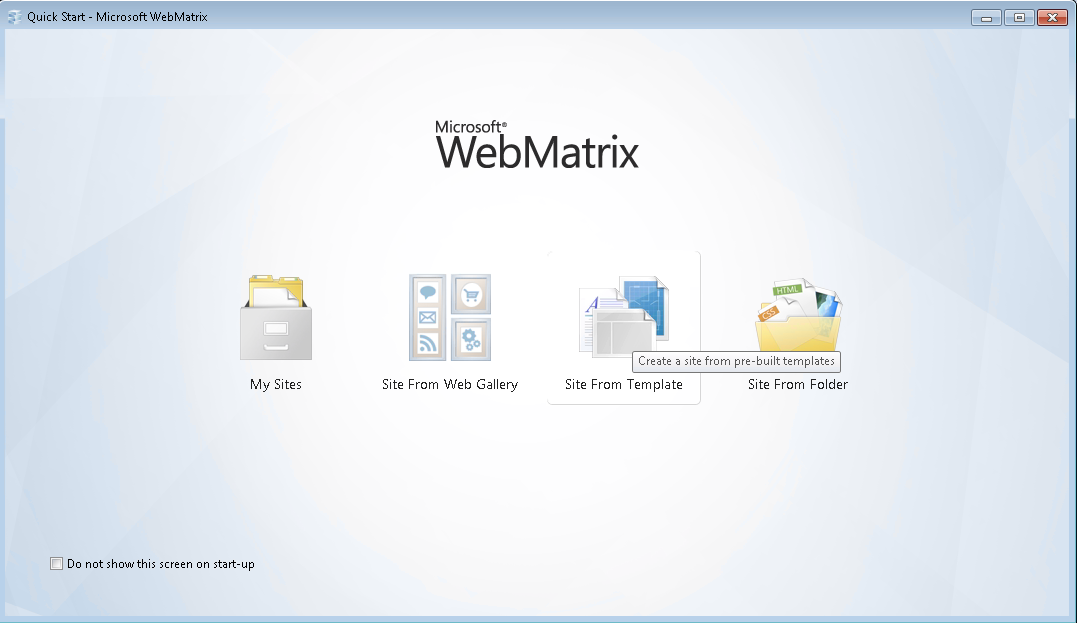 Quick Start - Microsoft WebMatrix
Microsoft®
WebMatrix
HTML
CSS
A
Create a site from pre-built templates
My Sites
Site From Web Gallery
Site From Template
Site From Folder
Do not show this screen on start-up